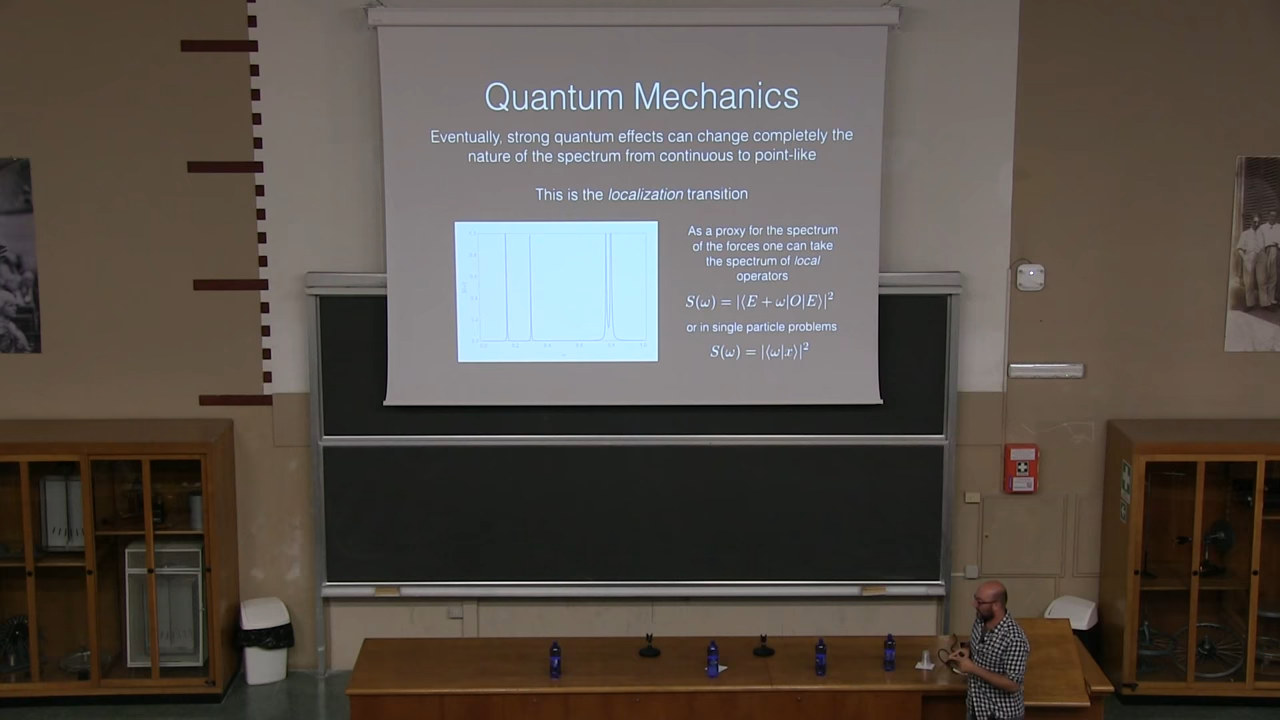 Quantum Mechanics
Eventually, strong quantum effects can change completely the
nature of the spectrum from continuous to point-like
This is the localization transition
As a proxy for the spectrum
of the forces one can take
the spectrum of local
operators
S(ω) = |⟨E + ω|O|E⟩|²
or in single particle problems
S(ω) = |⟨ω|x⟩|²